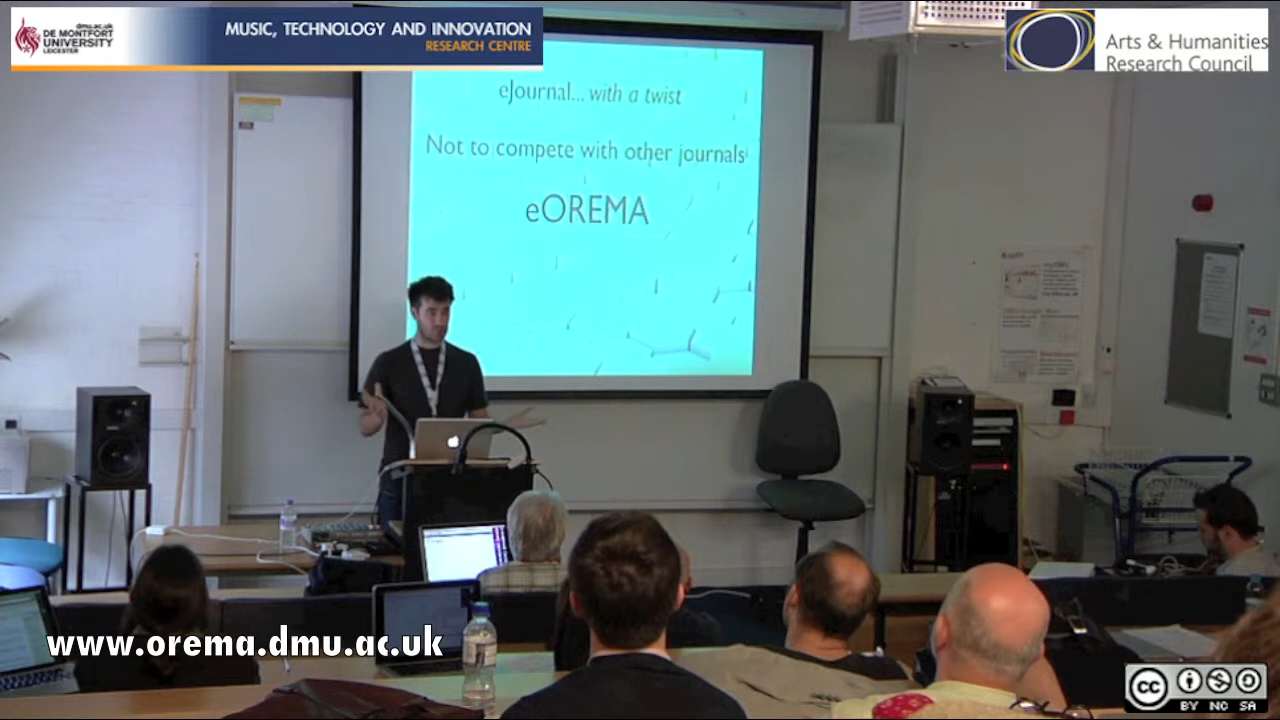 dmu.ac.uk
DE MONTFORT
UNIVERSITY
LEICESTER
MUSIC, TECHNOLOGY AND INNOVATION
RESEARCH CENTRE
Arts & Humanities
Research Council
eJournal... with a twist
Not to compete with other journals
eOREMA
www.orema.dmu.ac.uk
cc
BY NC SA